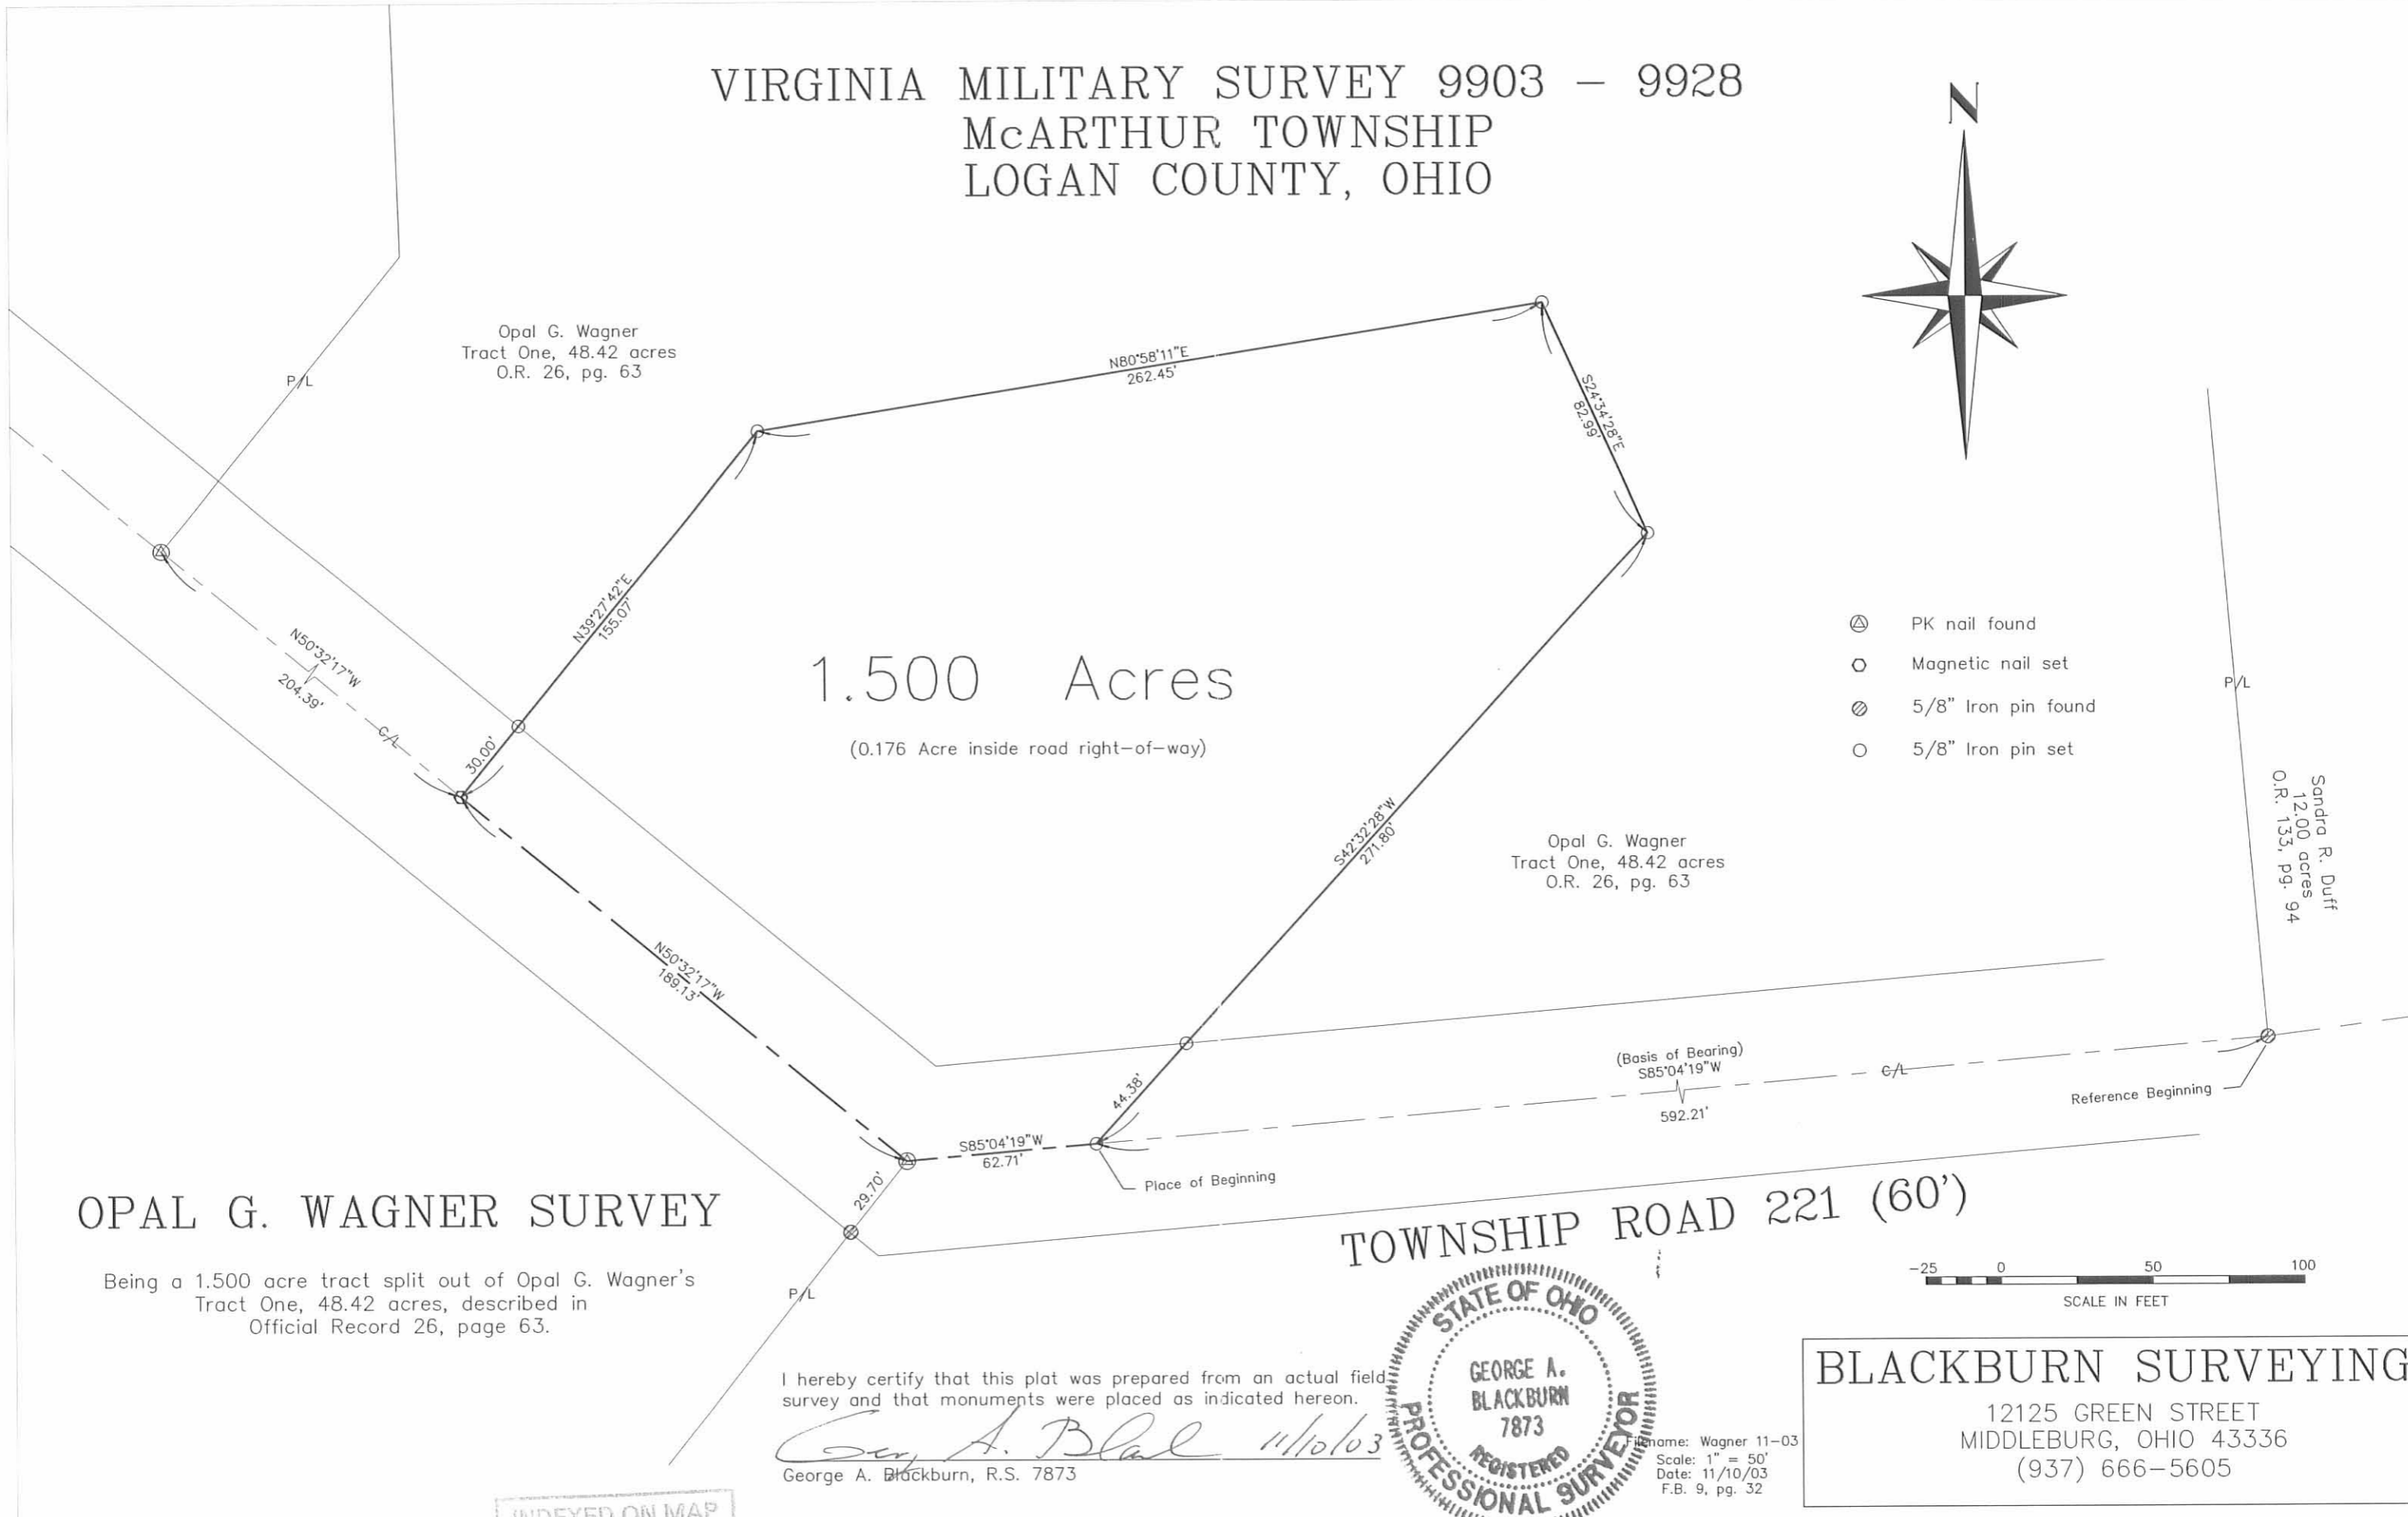 VIRGINIA MILITARY SURVEY 9903 – 9928
McARTHUR TOWNSHIP
LOGAN COUNTY, OHIO
N
Opal G. Wagner
Tract One, 48.42 acres
O.R. 26, pg. 63
P/L
N80°58'11"E
262.45'
S24°34'28"E
82.99'
N39°27'42"E
155.07'
N50°32'17"W
204.39'
C/L
30.00'
1.500 Acres
(0.176 Acre inside road right-of-way)
PK nail found
Magnetic nail set
5/8" Iron pin found
5/8" Iron pin set
P/L
Sandra R. Duff
12.00 acres
O.R. 133, pg. 94
S42°32'28"W
271.80'
Opal G. Wagner
Tract One, 48.42 acres
O.R. 26, pg. 63
N50°32'17"W
189.13'
44.38'
(Basis of Bearing)
S85°04'19"W
592.21'
C/L
Reference Beginning
S85°04'19"W
62.71'
Place of Beginning
29.70'
P/L
TOWNSHIP ROAD 221 (60')
OPAL G. WAGNER SURVEY
Being a 1.500 acre tract split out of Opal G. Wagner's
Tract One, 48.42 acres, described in
Official Record 26, page 63.
-25 0 50 100
SCALE IN FEET
I hereby certify that this plat was prepared from an actual field
survey and that monuments were placed as indicated hereon.
11/10/03
George A. Blackburn, R.S. 7873
STATE OF OHIO
GEORGE A.
BLACKBURN
7873
REGISTERED
PROFESSIONAL SURVEYOR
Filename: Wagner 11-03
Scale: 1" = 50'
Date: 11/10/03
F.B. 9, pg. 32
BLACKBURN SURVEYING
12125 GREEN STREET
MIDDLEBURG, OHIO 43336
(937) 666-5605
INDEXED ON MAP